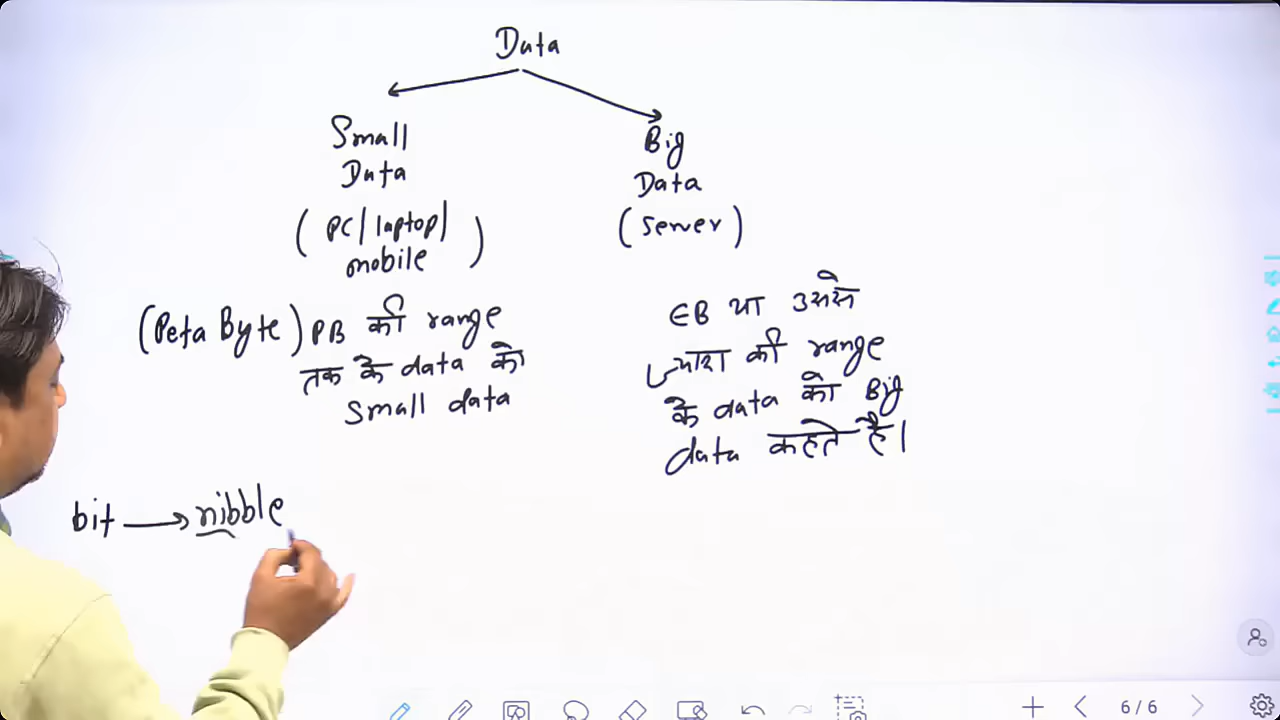 Data
Small
Data
(PC/laptop/
mobile)
(Peta Byte) PB की range
तक के data को
small data
Big
Data
(server)
EB या उससे
ज्यादा की range
के data को Big
data कहते है।
bit → nibble
6/6